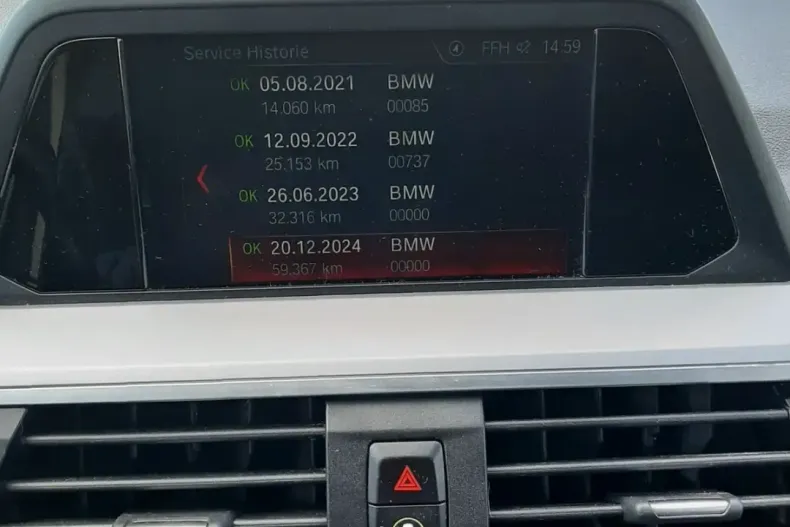 Service Historie FFH 14:59
OK 05.08.2021 BMW
14.060 km 00085
OK 12.09.2022 BMW
25.153 km 00737
OK 26.06.2023 BMW
32.316 km 00000
OK 20.12.2024 BMW
59.367 km 00000